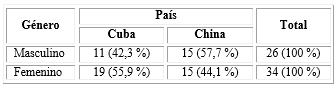 Género País Total
Cuba China
Masculino 11 (42,3 %) 15 (57,7 %) 26 (100 %)
Femenino 19 (55,9 %) 15 (44,1 %) 34 (100 %)